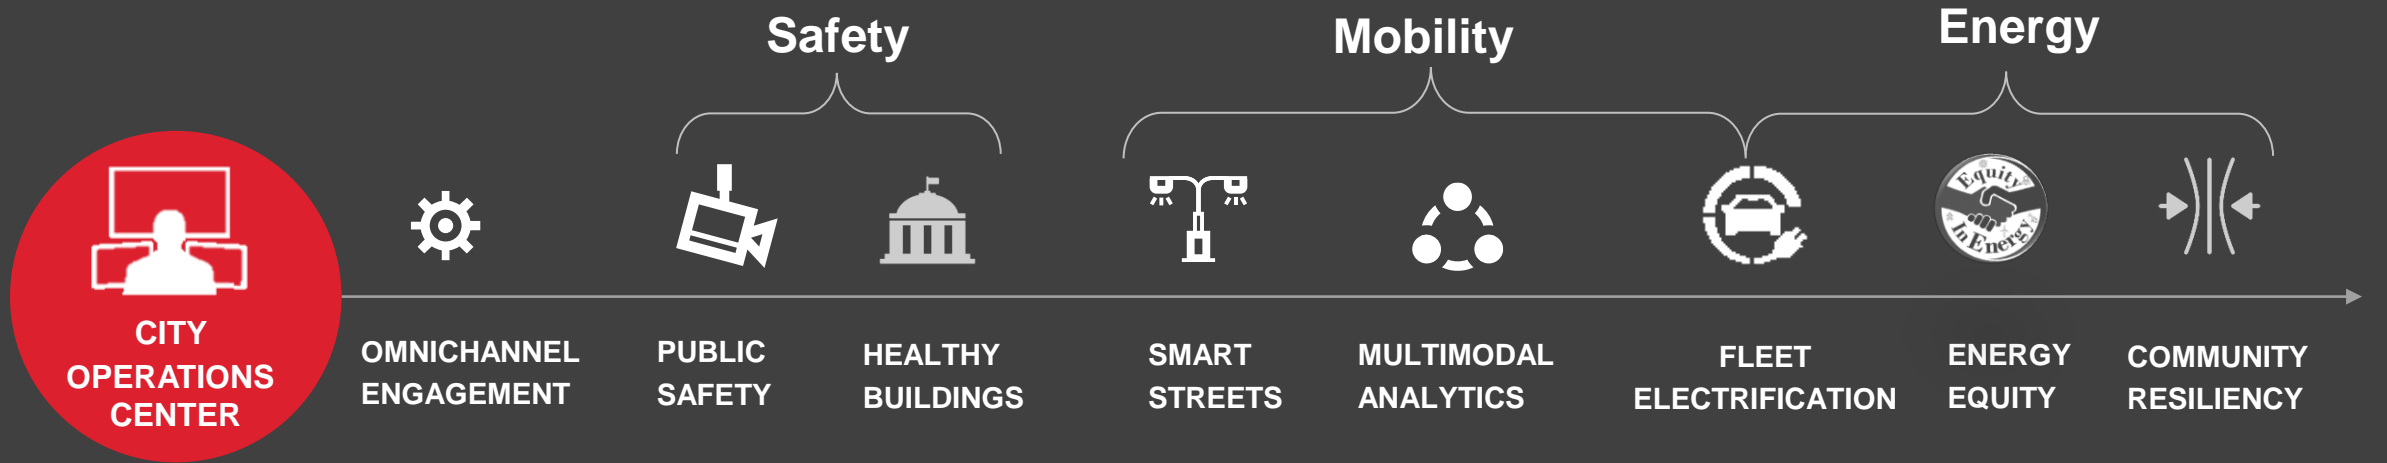 Safety
Mobility
Energy
CITY
OPERATIONS
CENTER
OMNICHANNEL
ENGAGEMENT
PUBLIC
SAFETY
HEALTHY
BUILDINGS
SMART
STREETS
MULTIMODAL
ANALYTICS
FLEET
ELECTRIFICATION
Equity
In Energy
ENERGY
EQUITY
COMMUNITY
RESILIENCY